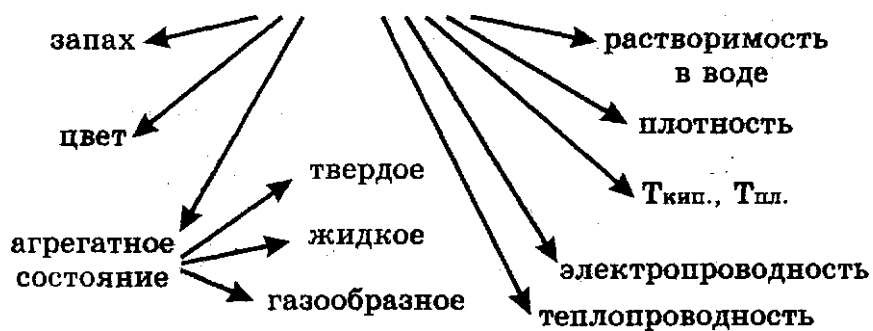 запах
растворимость
в воде
цвет
плотность
твердое
Ткип., Тпл.
агрегатное
состояние
жидкое
электропроводность
газообразное
теплопроводность